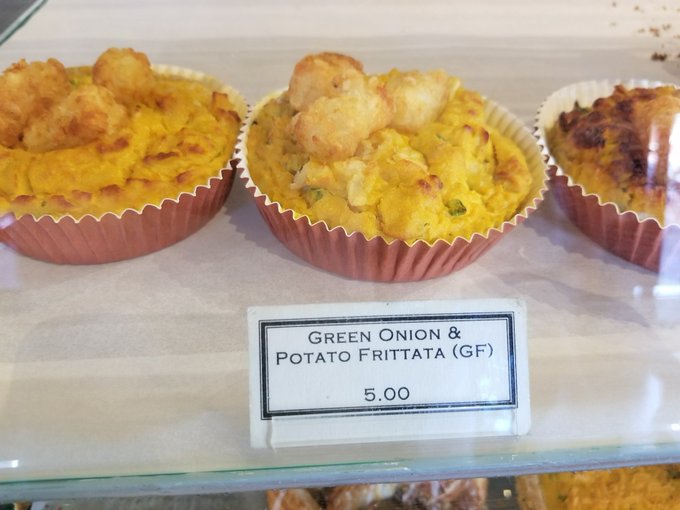 Green Onion &
Potato Frittata (GF)
5.00